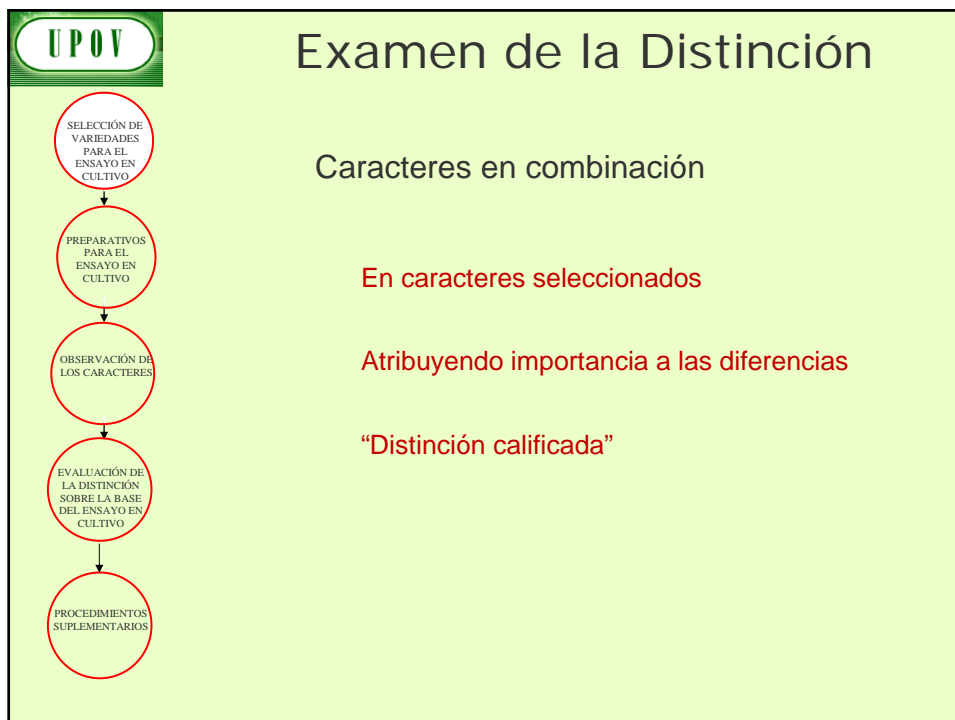 UPOV
Examen de la Distinción
SELECCIÓN DE
VARIEDADES
PARA EL
ENSAYO EN
CULTIVO
PREPARATIVOS
PARA EL
ENSAYO EN
CULTIVO
OBSERVACIÓN DE
LOS CARACTERES
EVALUACIÓN DE
LA DISTINCIÓN
SOBRE LA BASE
DEL ENSAYO EN
CULTIVO
PROCEDIMIENTOS
SUPLEMENTARIOS
Caracteres en combinación
En caracteres seleccionados
Atribuyendo importancia a las diferencias
“Distinción calificada”